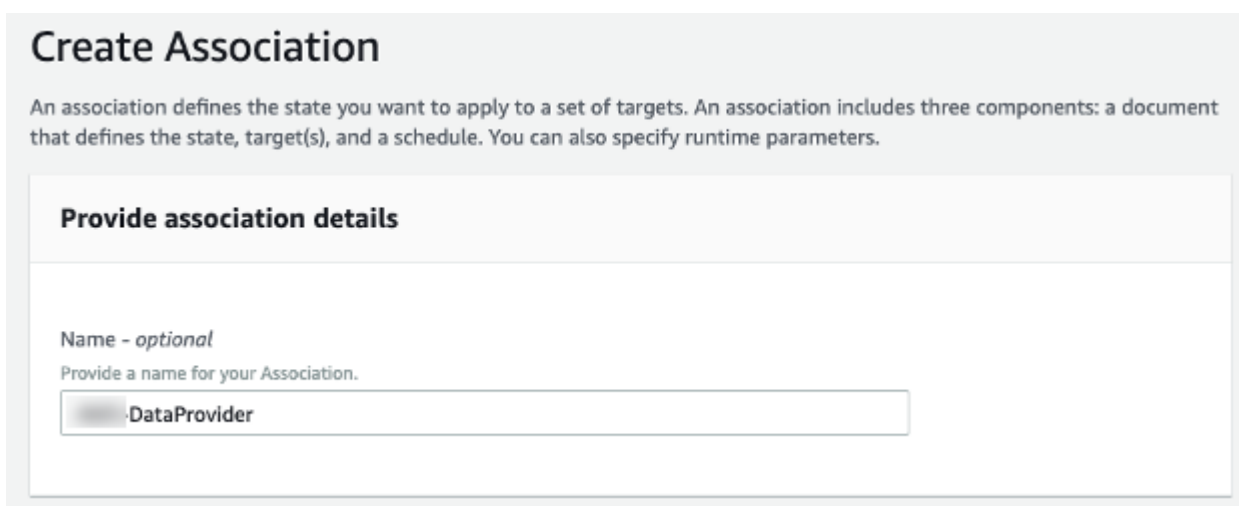 Create Association
An association defines the state you want to apply to a set of targets. An association includes three components: a document
that defines the state, target(s), and a schedule. You can also specify runtime parameters.
Provide association details
Name - optional
Provide a name for your Association.
-DataProvider